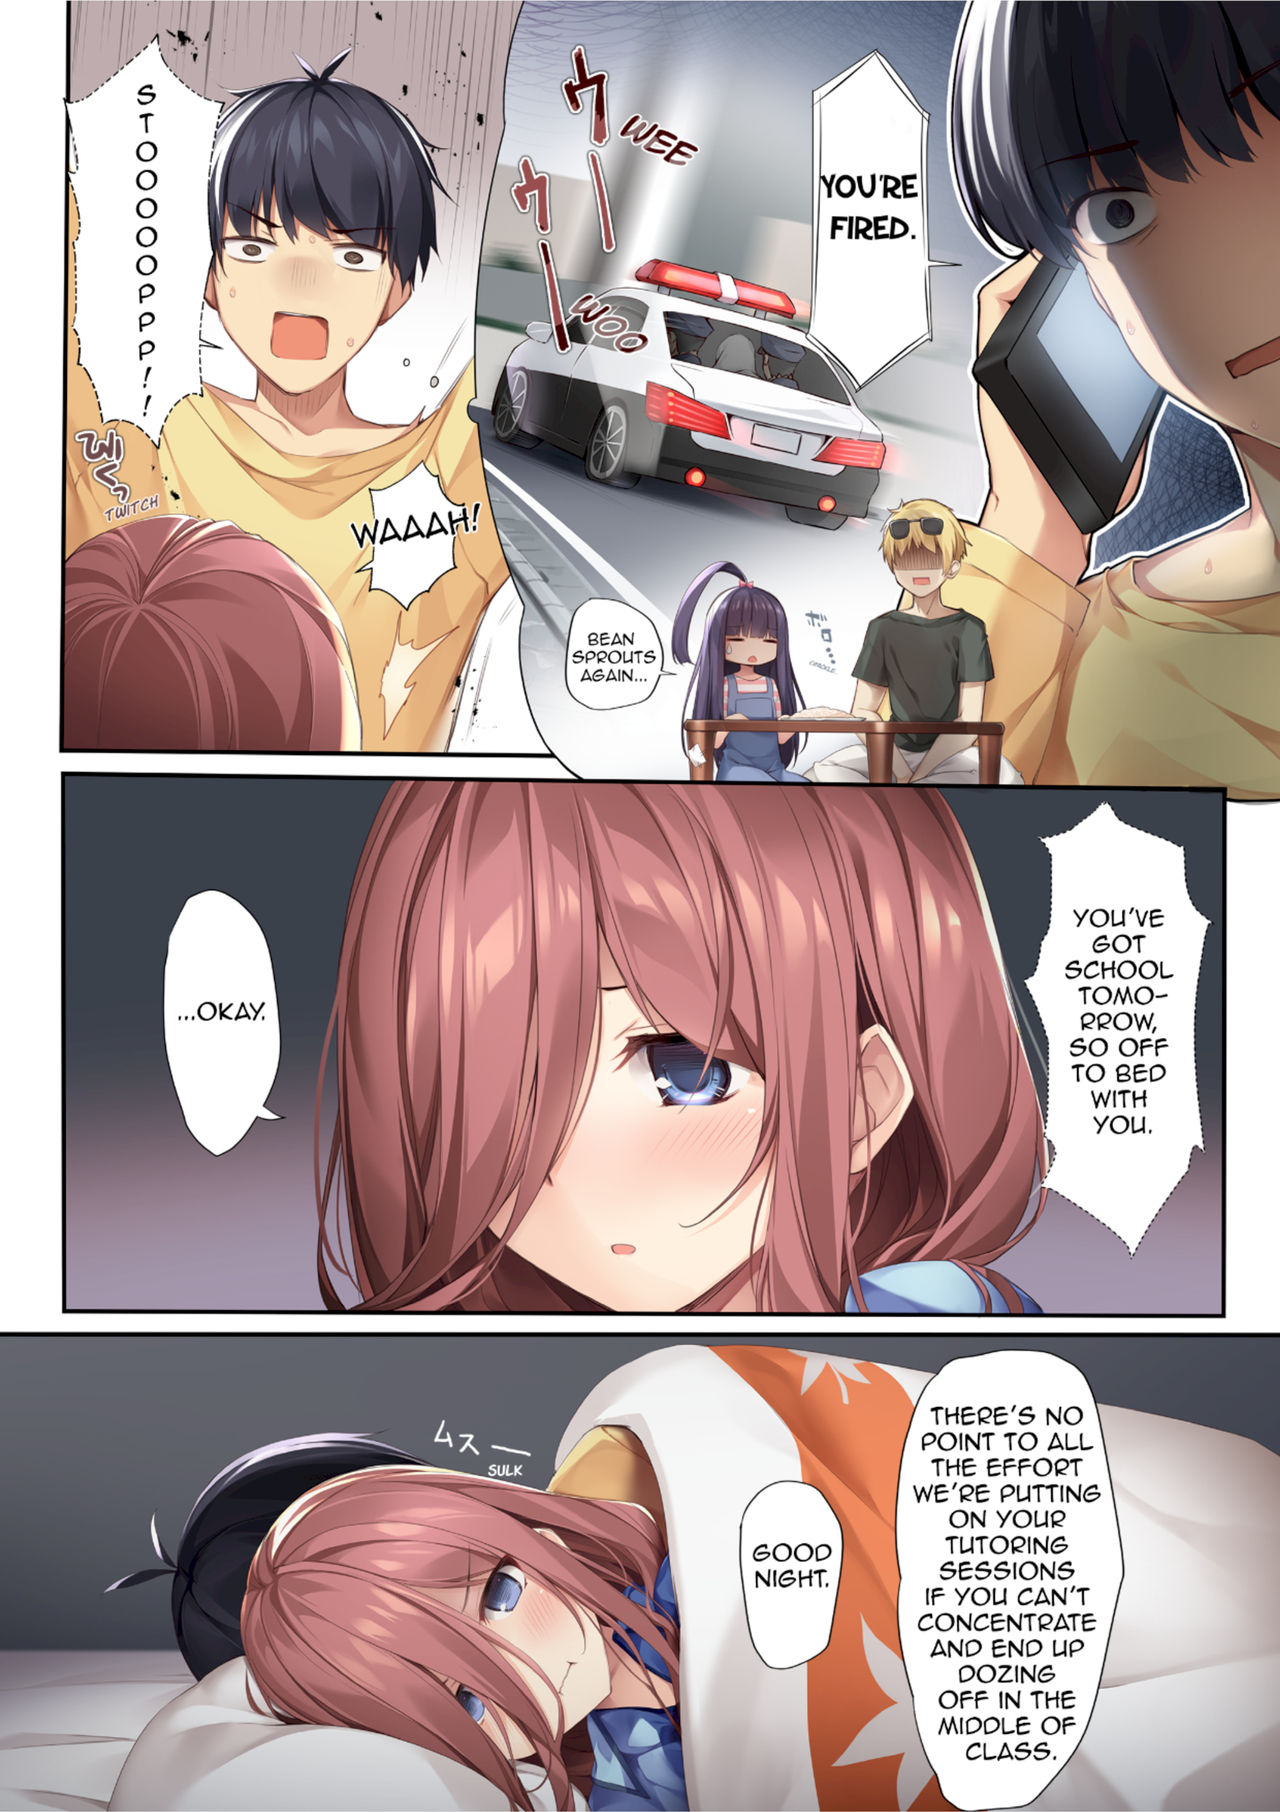 YOU'RE
FIRED.
ウー
WEE
ウー
WOO
BEAN
SPROUTS
AGAIN...
ボロ...
CRACKLE...
STOOOOOPPP!!
WAAAH!
びくっ
TWITCH
YOU'VE
GOT
SCHOOL
TOMO-
RROW,
SO OFF
TO BED
WITH
YOU.
...OKAY.
THERE'S NO
POINT TO ALL
THE EFFORT
WE'RE PUTTING
ON YOUR
TUTORING
SESSIONS
IF YOU CAN'T
CONCENTRATE
AND END UP
DOZING
OFF IN THE
MIDDLE OF
CLASS.
GOOD
NIGHT.
ムスー
SULK